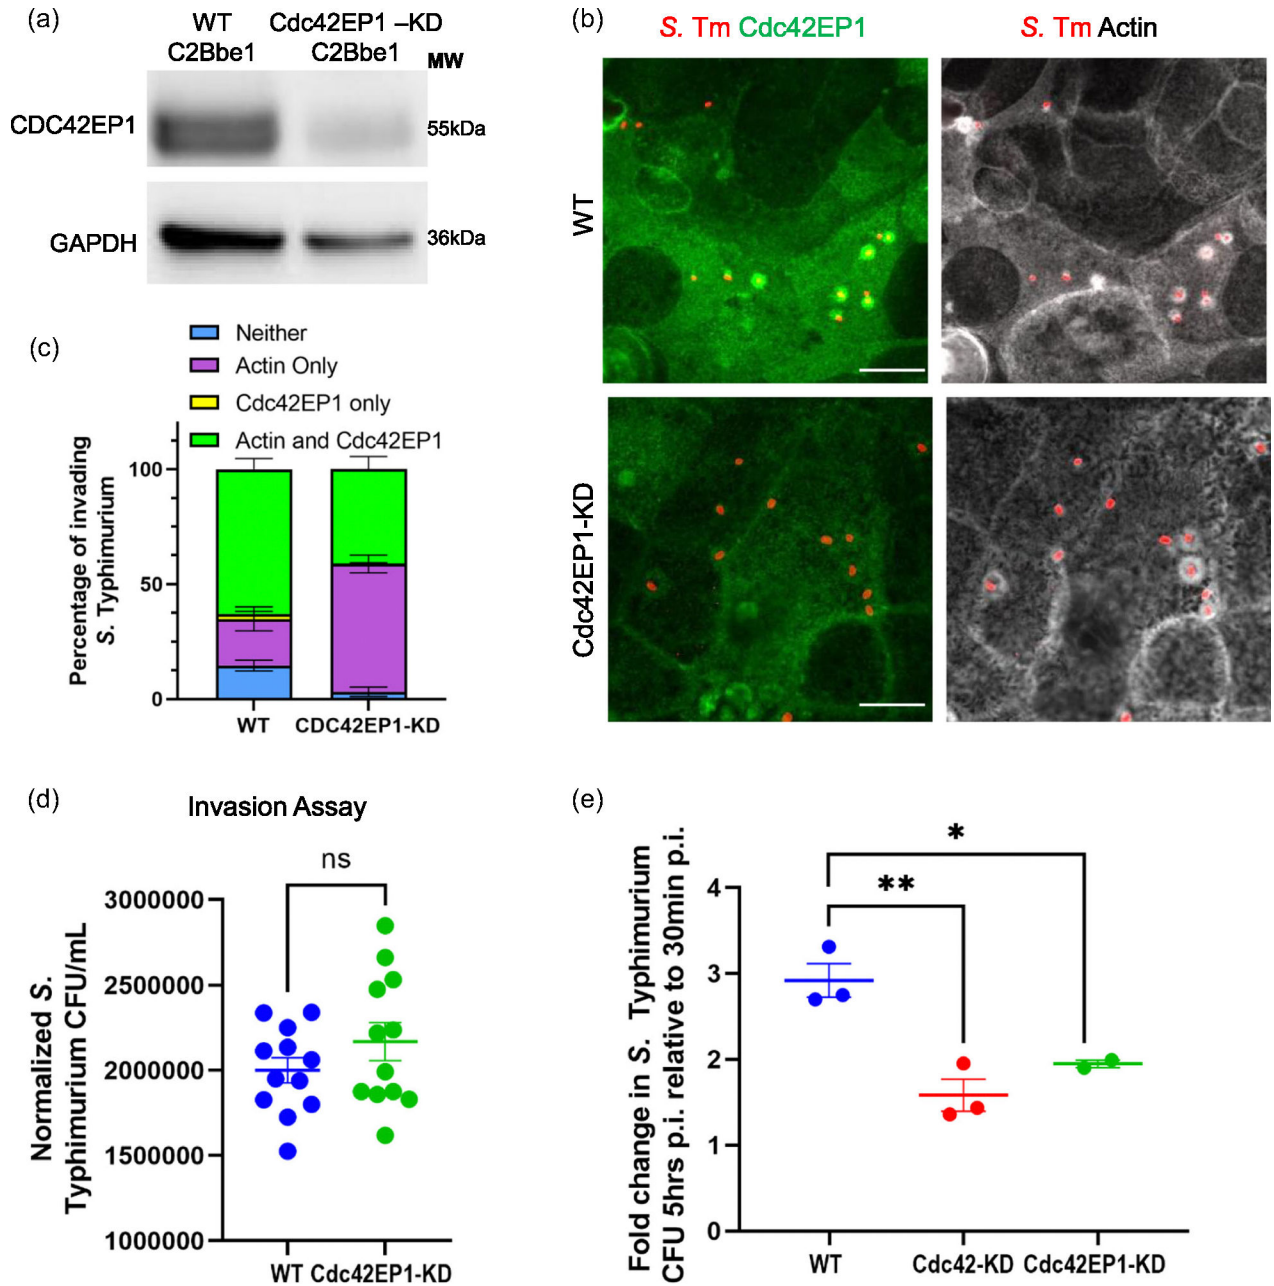 (a)
WT Cdc42EP1 –KD
C2Bbe1 C2Bbe1 MW
CDC42EP1 55kDa
GAPDH 36kDa
(b)
S. Tm Cdc42EP1 S. Tm Actin
WT
Cdc42EP1-KD
(c)
Neither
Actin Only
Cdc42EP1 only
Actin and Cdc42EP1
Percentage of invading
S. Typhimurium
100
50
0
WT CDC42EP1-KD
(d)
Invasion Assay
ns
Normalized S.
Typhimurium CFU/mL
3000000
2500000
2000000
1500000
1000000
WT Cdc42EP1-KD
(e)
Fold change in S. Typhimurium
CFU 5hrs p.i. relative to 30min p.i.
*
**
4
3
2
1
0
WT Cdc42-KD Cdc42EP1-KD